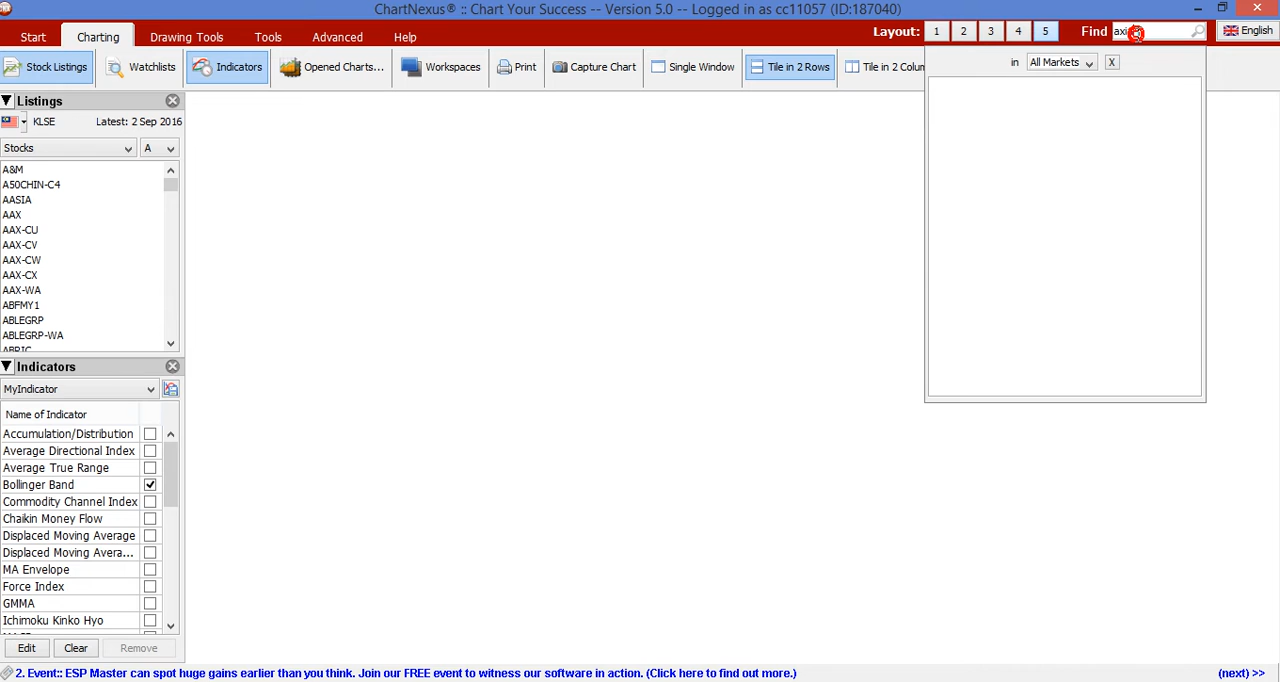 ChartNexus® :: Chart Your Success -- Version 5.0 -- Logged in as cc11057 (ID:187040)
Start Charting Drawing Tools Tools Advanced Help Layout: 1 2 3 4 5 Find English
Stock Listings Watchlists Indicators Opened Charts... Workspaces Print Capture Chart Single Window Tile in 2 Rows Tile in 2
in All Markets X
Listings
KLSE Latest: 2 Sep 2016
Stocks A
A&M
A50CHIN-C4
AASIA
AAX
AAX-CU
AAX-CV
AAX-CW
AAX-CX
AAX-WA
ABFMY1
ABLEGRP
ABLEGRP-WA
Indicators
MyIndicator
Name of Indicator
Accumulation/Distribution
Average Directional Index
Average True Range
Bollinger Band
Commodity Channel Index
Chaikin Money Flow
Displaced Moving Average
Displaced Moving Avera...
MA Envelope
Force Index
GMMA
Ichimoku Kinko Hyo
Edit Clear Remove
2. Event:: ESP Master can spot huge gains earlier than you think. Join our FREE event to witness our software in action. (Click here to find out more.) (next) >>